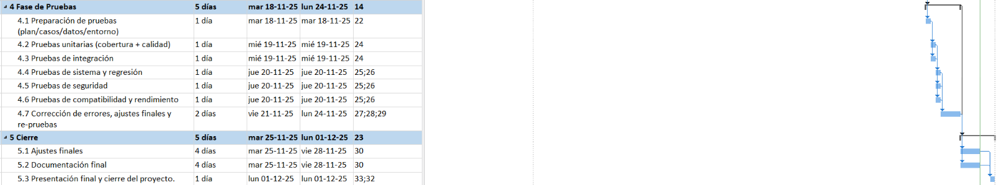 4 Fase de Pruebas 5 días mar 18-11-25 lun 24-11-25 14
4.1 Preparación de pruebas 1 día mar 18-11-25 mar 18-11-25 22
(plan/casos/datos/entorno)
4.2 Pruebas unitarias (cobertura + calidad) 1 día mié 19-11-25 mié 19-11-25 24
4.3 Pruebas de integración 1 día mié 19-11-25 mié 19-11-25 24
4.4 Pruebas de sistema y regresión 1 día jue 20-11-25 jue 20-11-25 25;26
4.5 Pruebas de seguridad 1 día jue 20-11-25 jue 20-11-25 25;26
4.6 Pruebas de compatibilidad y rendimiento 1 día jue 20-11-25 jue 20-11-25 25;26
4.7 Corrección de errores, ajustes finales y 2 días vie 21-11-25 lun 24-11-25 27;28;29
re-pruebas
5 Cierre 5 días mar 25-11-25 lun 01-12-25 23
5.1 Ajustes finales 4 días mar 25-11-25 vie 28-11-25 30
5.2 Documentación final 4 días mar 25-11-25 vie 28-11-25 30
5.3 Presentación final y cierre del proyecto. 1 día lun 01-12-25 lun 01-12-25 33;32